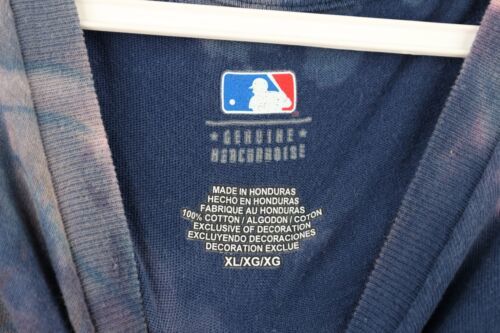 ★ GENUINE ★
MERCHANDISE
MADE IN HONDURAS
HECHO EN HONDURAS
FABRIQUE AU HONDURAS
100% COTTON / ALGODON / COTON
EXCLUSIVE OF DECORATION
EXCLUYENDO DECORACIONES
DECORATION EXCLUE
XL/XG/XG